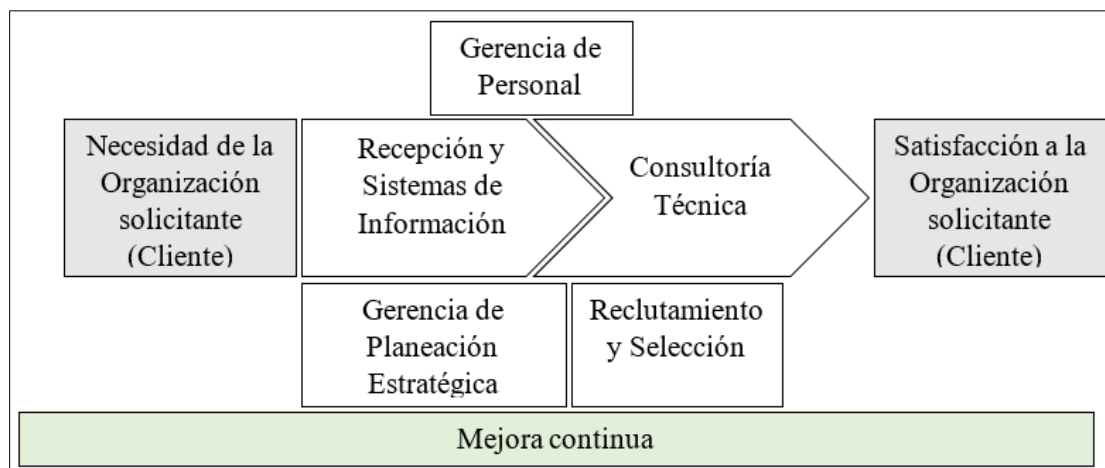 Gerencia de
Personal
Necesidad de la
Organización
solicitante
(Cliente)
Recepción y
Sistemas de
Información
Consultoría
Técnica
Satisfacción a la
Organización
solicitante
(Cliente)
Gerencia de
Planeación
Estratégica
Reclutamiento
y Selección
Mejora continua